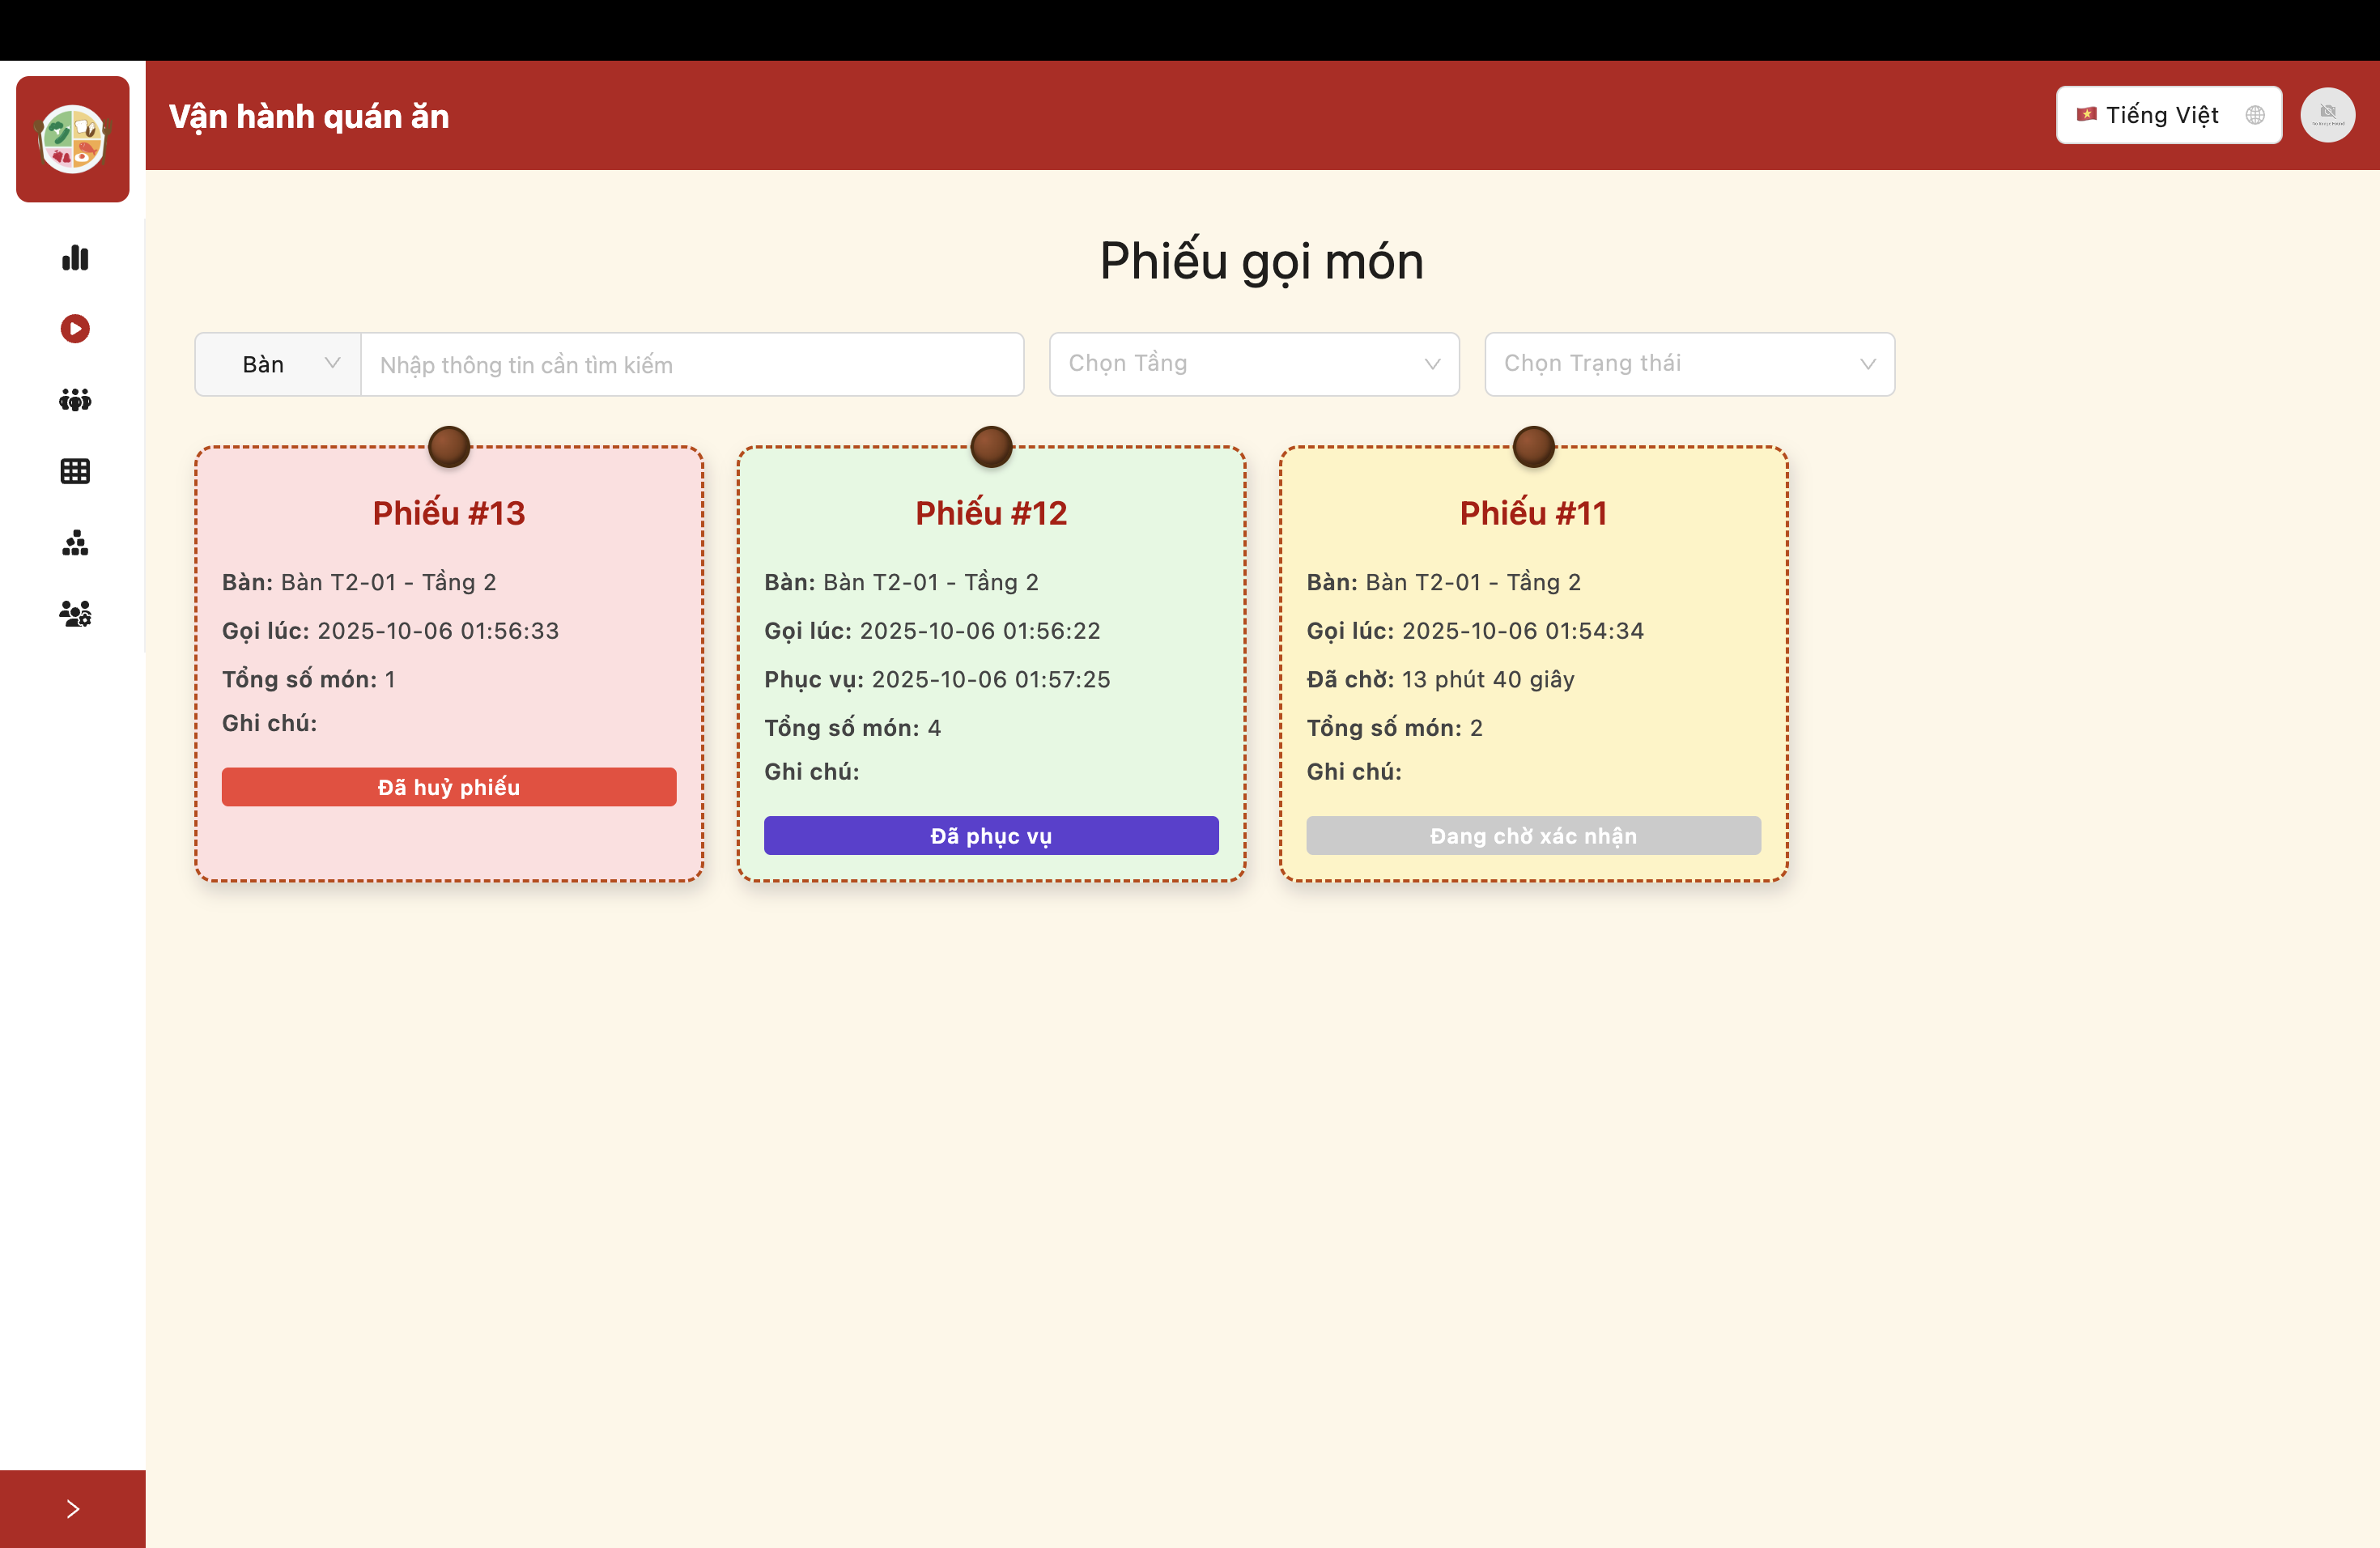 Vận hành quán ăn
Tiếng Việt
Phiếu gọi món
Bàn
Nhập thông tin cần tìm kiếm
Chọn Tầng
Chọn Trạng thái
Phiếu #13
Bàn: Bàn T2-01 - Tầng 2
Gọi lúc: 2025-10-06 01:56:33
Tổng số món: 1
Ghi chú:
Đã huỷ phiếu
Phiếu #12
Bàn: Bàn T2-01 - Tầng 2
Gọi lúc: 2025-10-06 01:56:22
Phục vụ: 2025-10-06 01:57:25
Tổng số món: 4
Ghi chú:
Đã phục vụ
Phiếu #11
Bàn: Bàn T2-01 - Tầng 2
Gọi lúc: 2025-10-06 01:54:34
Đã chờ: 13 phút 40 giây
Tổng số món: 2
Ghi chú:
Đang chờ xác nhận